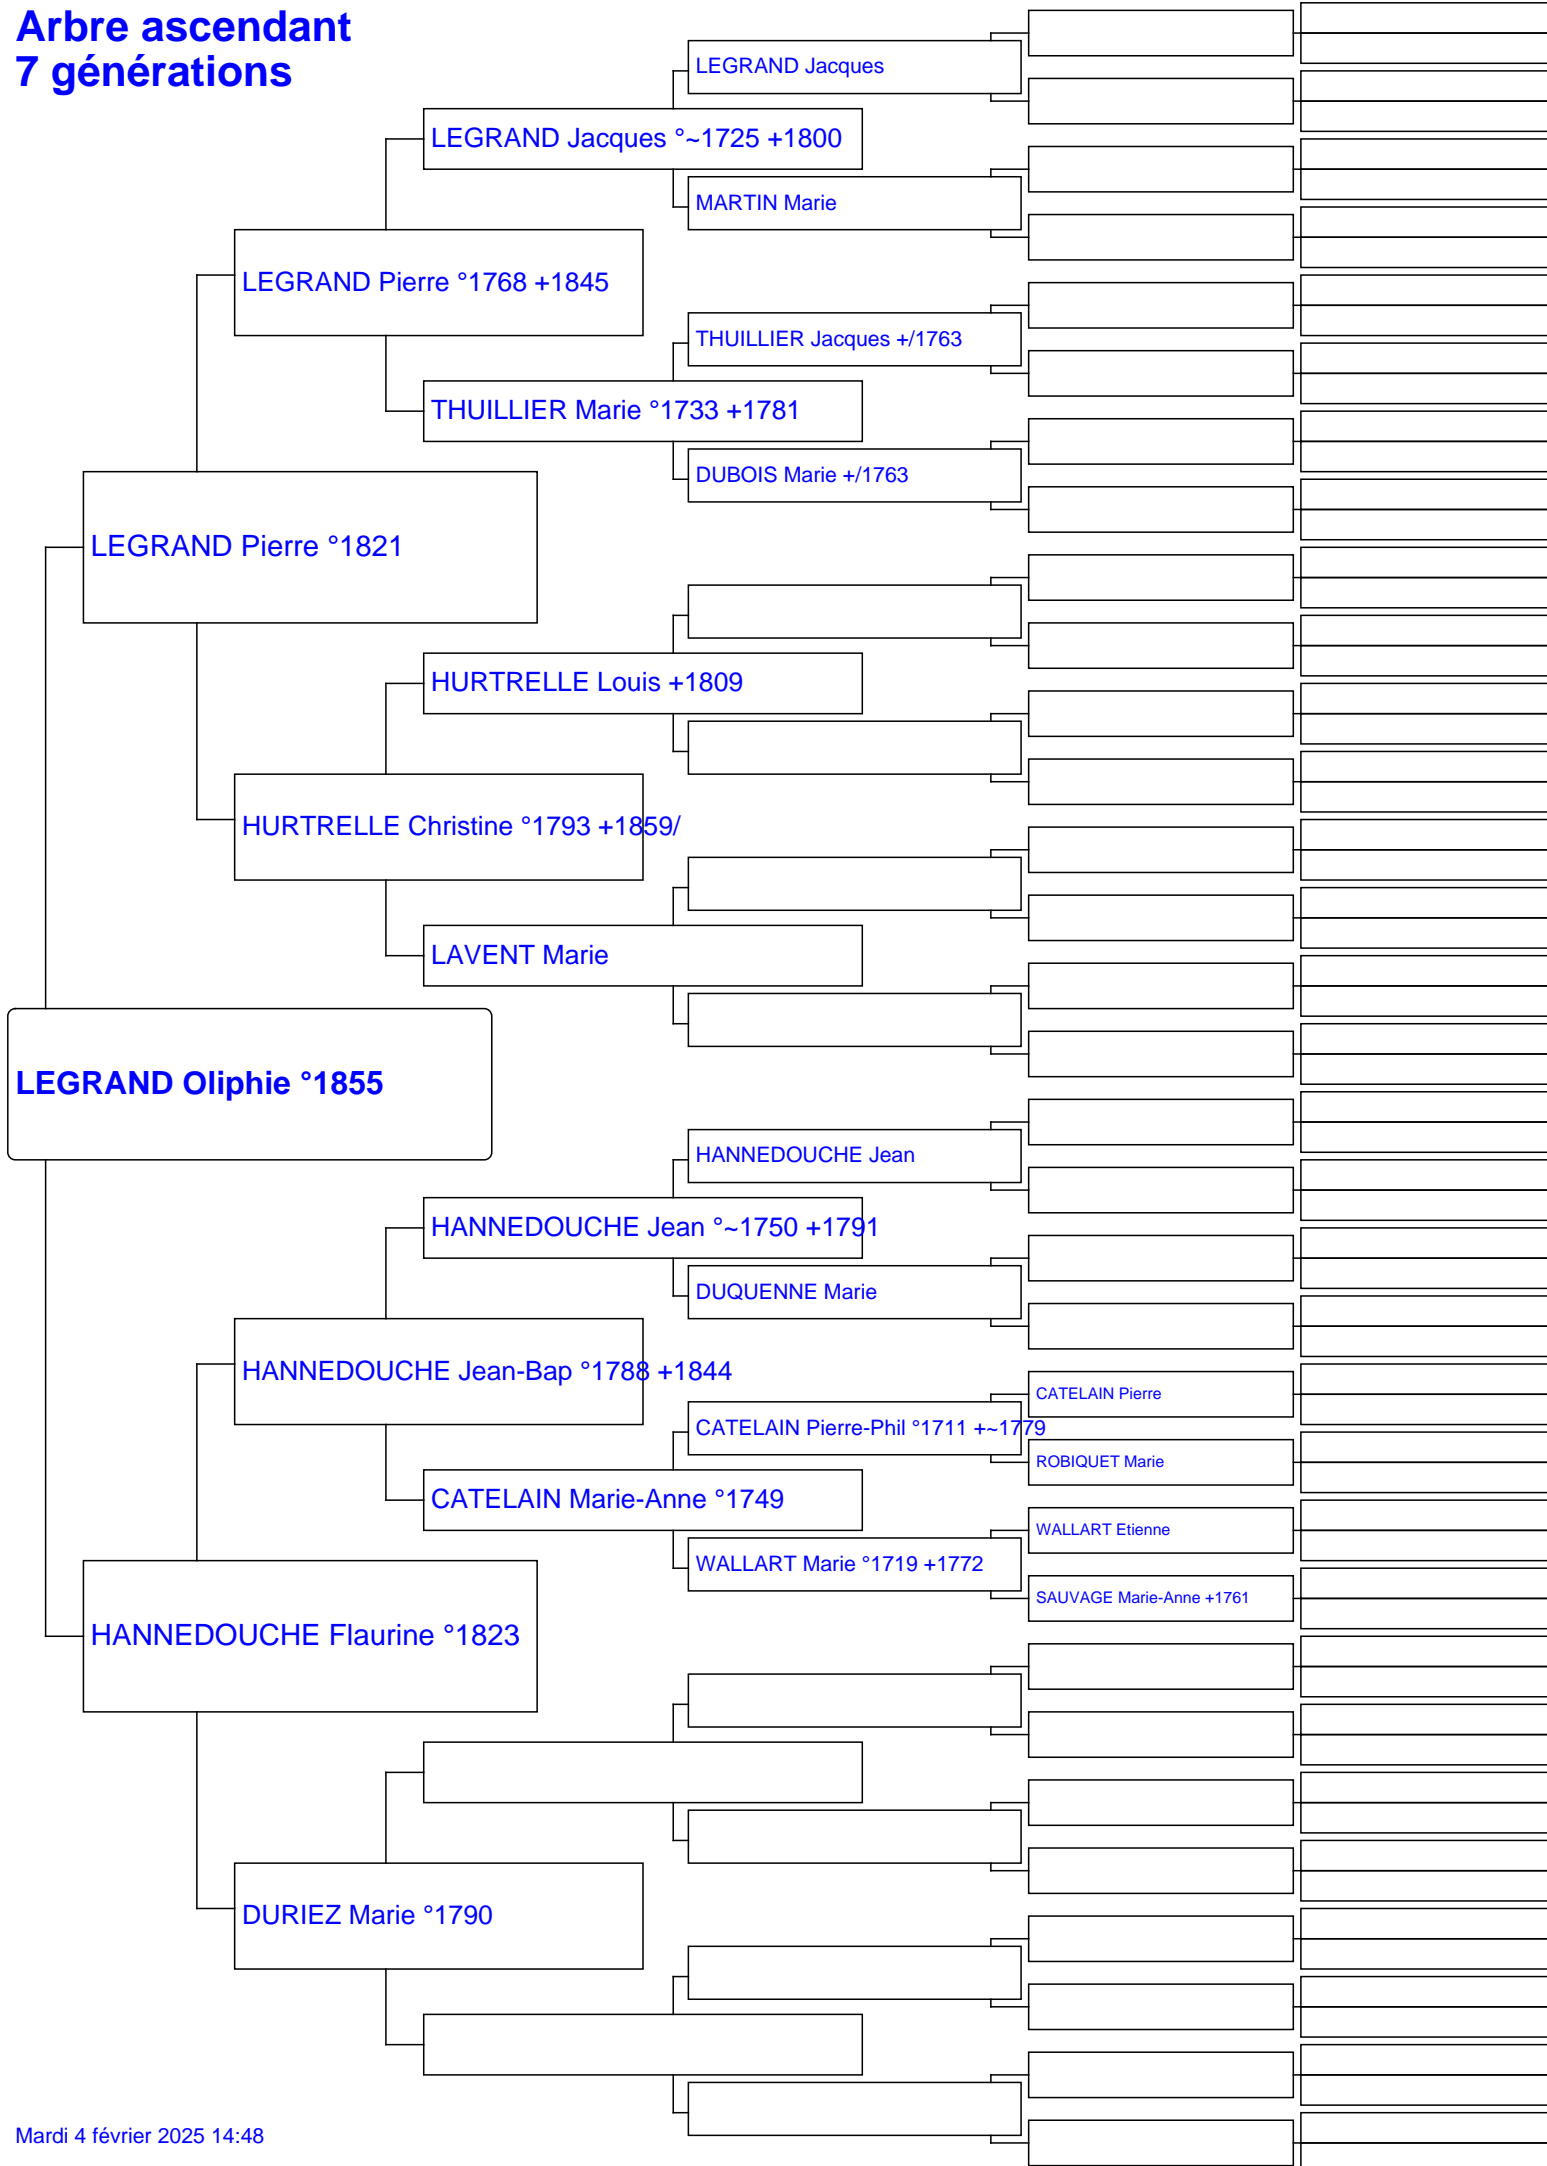 Arbre ascendant
7 générations
LEGRAND Jacques
LEGRAND Jacques °~1725 +1800
MARTIN Marie
LEGRAND Pierre °1768 +1845
THUILLIER Jacques +/1763
THUILLIER Marie °1733 +1781
DUBOIS Marie +/1763
LEGRAND Pierre °1821
HURTRELLE Louis +1809
HURTRELLE Christine °1793 +1859/
LAVENT Marie
LEGRAND Oliphie °1855
HANNEDOUCHE Jean
HANNEDOUCHE Jean °~1750 +1791
DUQUENNE Marie
HANNEDOUCHE Jean-Bap °1788 +1844
CATELAIN Pierre
CATELAIN Pierre-Phil °1711 +~1779
ROBIQUET Marie
CATELAIN Marie-Anne °1749
WALLART Etienne
WALLART Marie °1719 +1772
SAUVAGE Marie-Anne +1761
HANNEDOUCHE Flaurine °1823
DURIEZ Marie °1790
Mardi 4 février 2025 14:48